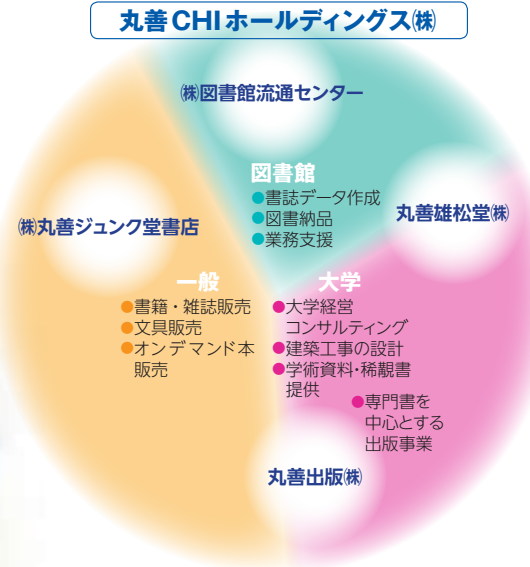 丸善CHIホールディングス㈱
㈱図書館流通センター
図書館
●書誌データ作成
●図書納品
●業務支援
丸善雄松堂㈱
㈱丸善ジュンク堂書店
一般
●書籍・雑誌販売
●文具販売
●オンデマンド本
販売
大学
●大学経営
コンサルティング
●建築工事の設計
●学術資料・稀覯書
提供
●専門書を
中心とする
出版事業
丸善出版㈱